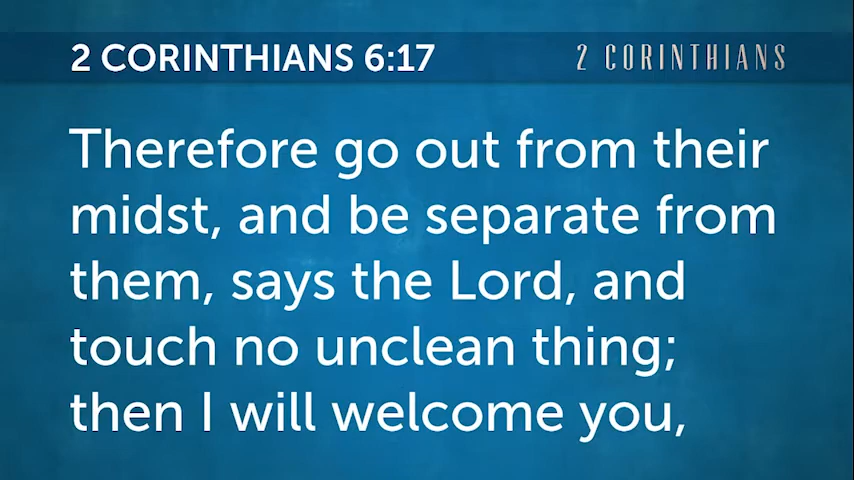 2 CORINTHIANS 6:17
2 CORINTHIANS
Therefore go out from their
midst, and be separate from
them, says the Lord, and
touch no unclean thing;
then I will welcome you,